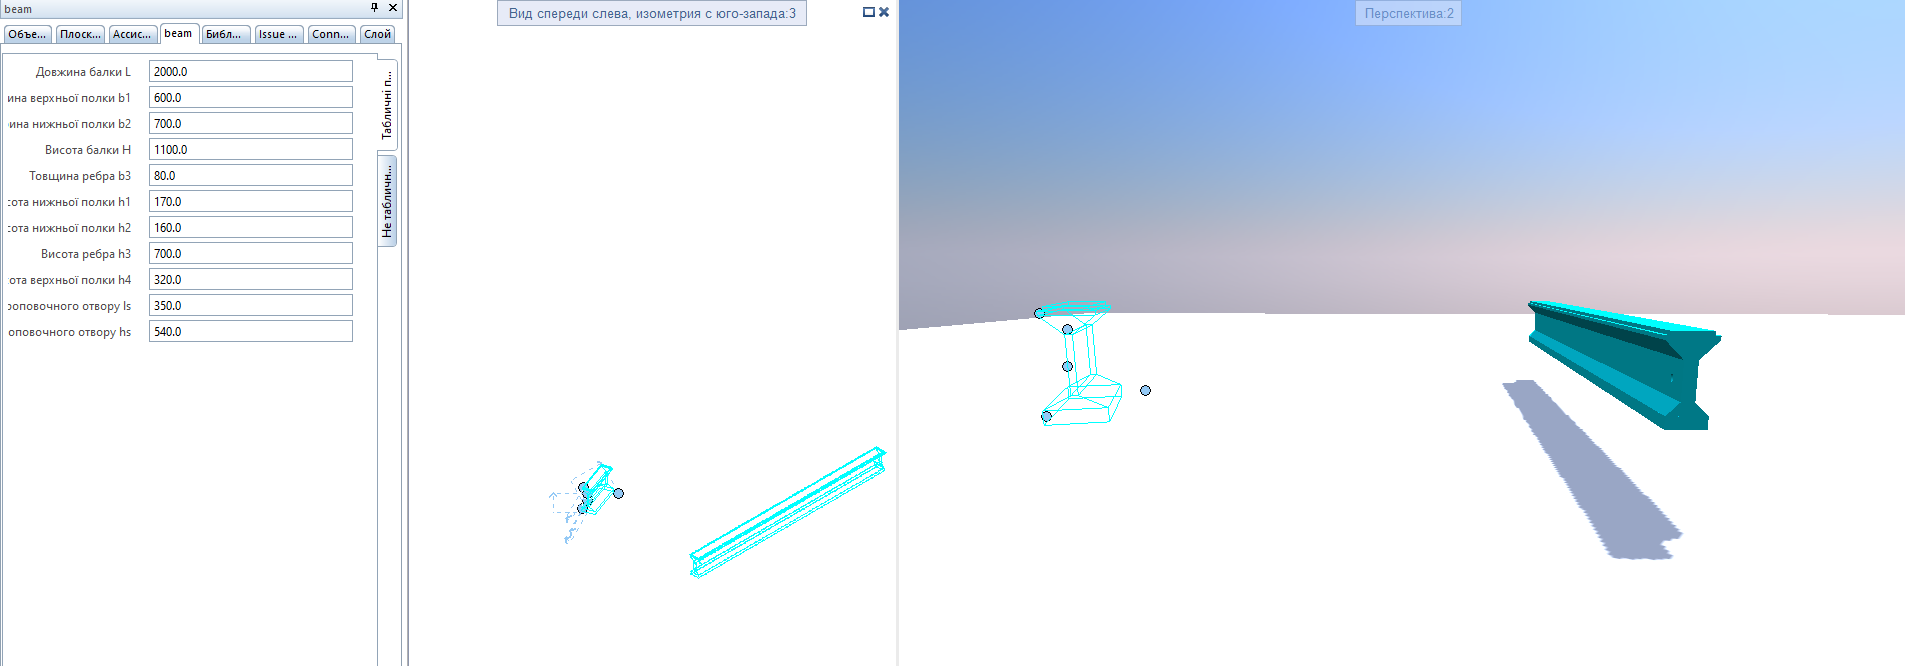 beam
Объе... Плоск... Ассис... beam Библ... Issue ... Conn... Слой
Довжина балки L 2000.0
ина верхньої полки b1 600.0
ина нижньої полки b2 700.0
Висота балки H 1100.0
Товщина ребра b3 80.0
сота нижньої полки h1 170.0
сота нижньої полки h2 160.0
Висота ребра h3 700.0
ота верхньої полки h4 320.0
роповочного отвору ls 350.0
оповочного отвору hs 540.0
Табличні п...
Не табличн...
Вид спереди слева, изометрия с юго-запада:3
Перспектива:2